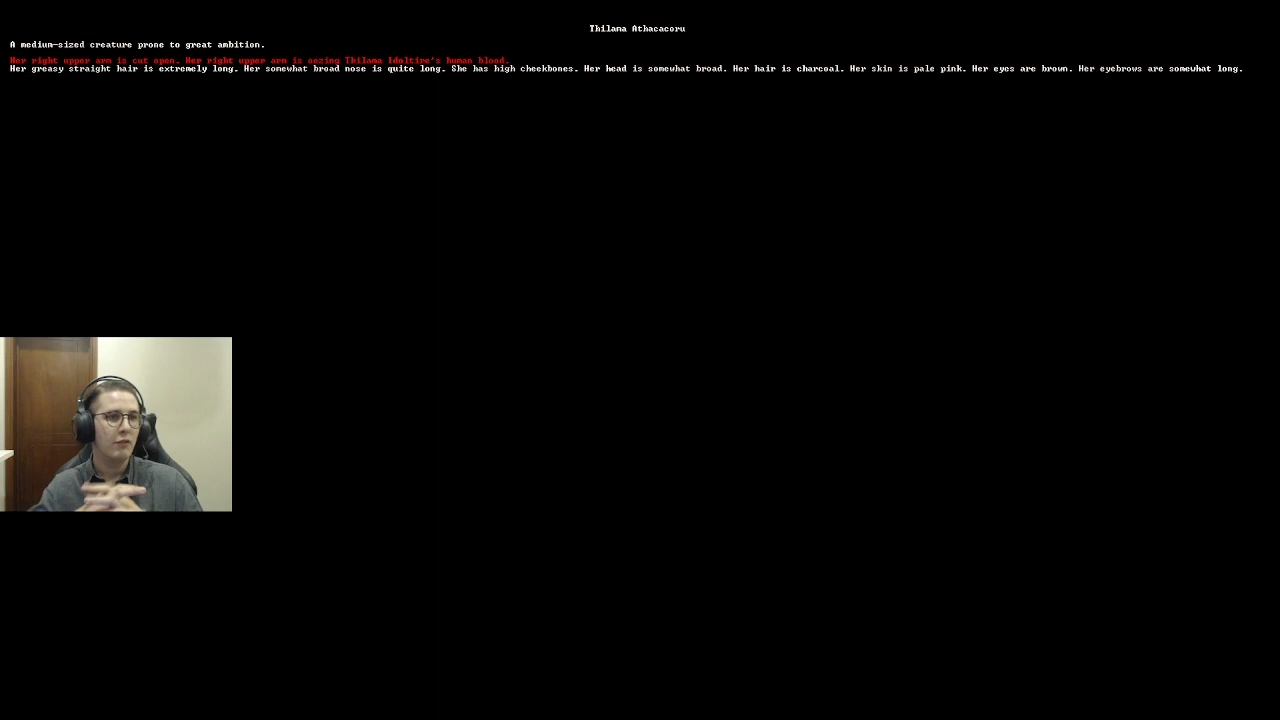 Thilama Athacacoru
A medium-sized creature prone to great ambition.
Her right upper arm is cut open. Her right upper arm is oozing Thilama Idoltire's human blood.
Her greasy straight hair is extremely long. Her somewhat broad nose is quite long. She has high cheekbones. Her head is somewhat broad. Her hair is charcoal. Her skin is pale pink. Her eyes are brown. Her eyebrows are somewhat long.